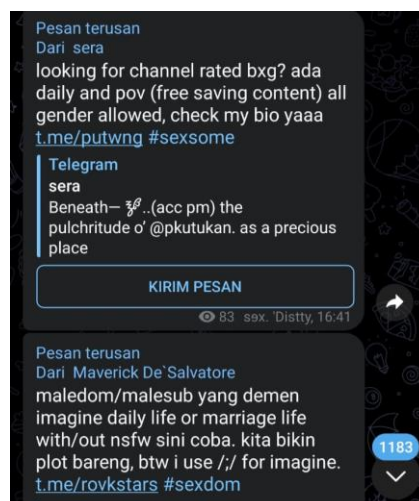 Pesan terusan
Dari sera
looking for channel rated bxg? ada
daily and pov (free saving content) all
gender allowed, check my bio yaaa
t.me/putwng #sexsome
Telegram
sera
Beneath— ..(acc pm) the
pulchritude o' @pkutukan. as a precious
place
KIRIM PESAN
83 sex. 'Distty, 16:41
Pesan terusan
Dari Maverick De`Salvatore
maledom/malesub yang demen
imagine daily life or marriage life
with/out nsfw sini coba. kita bikin
plot bareng, btw i use /;/ for imagine.
t.me/rovkstars #sexdom
1183